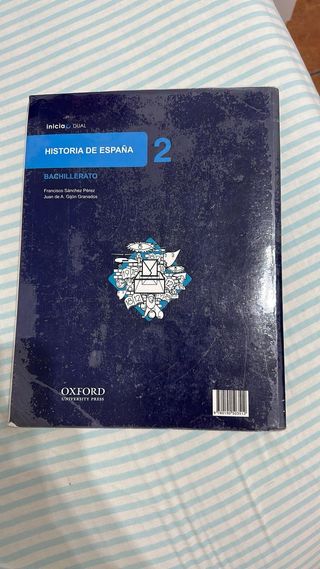 inicia DUAL
HISTORIA DE ESPAÑA 2
BACHILLERATO
Francisco Sánchez Pérez
Juan de A. Gijón Granados
OXFORD
UNIVERSITY PRESS